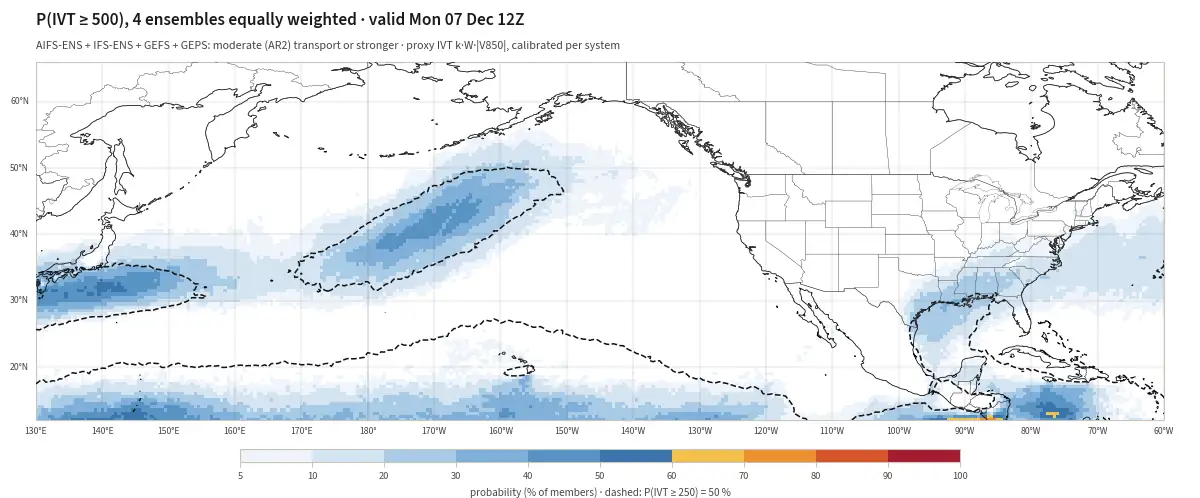 P(IVT ≥ 500), 4 ensembles equally weighted · valid Mon 07 Dec 12Z
AIFS-ENS + IFS-ENS + GEFS + GEPS: moderate (AR2) transport or stronger · proxy IVT k·W·|V850|, calibrated per system
60°N
50°N
40°N
30°N
20°N
130°E 140°E 150°E 160°E 170°E 180° 170°W 160°W 150°W 140°W 130°W 120°W 110°W 100°W 90°W 80°W 70°W 60°W
5 10 20 30 40 50 60 70 80 90 100
probability (% of members) · dashed: P(IVT ≥ 250) = 50 %